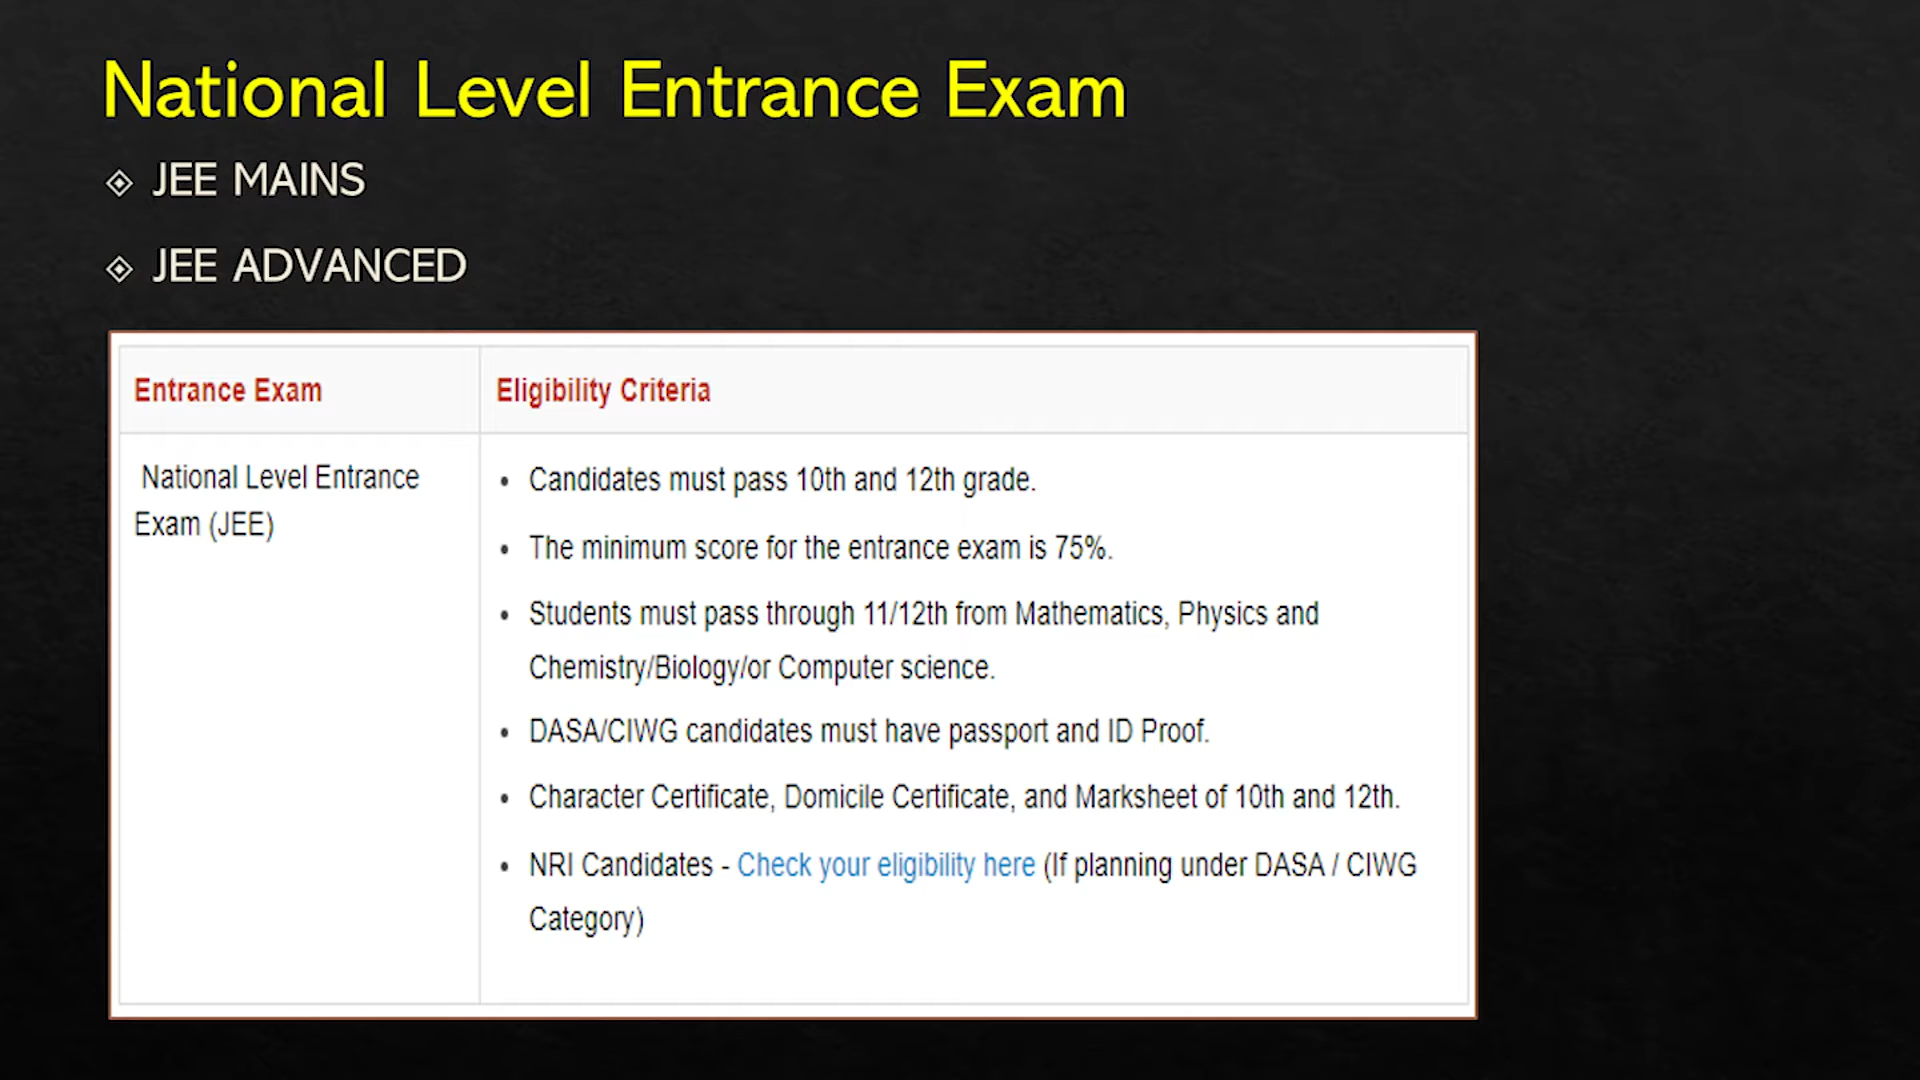 National Level Entrance Exam
JEE MAINS
JEE ADVANCED
Entrance Exam
Eligibility Criteria
National Level Entrance
Exam (JEE)
• Candidates must pass 10th and 12th grade.
• The minimum score for the entrance exam is 75%.
• Students must pass through 11/12th from Mathematics, Physics and
Chemistry/Biology/or Computer science.
• DASA/CIWG candidates must have passport and ID Proof.
• Character Certificate, Domicile Certificate, and Marksheet of 10th and 12th.
• NRI Candidates - Check your eligibility here (If planning under DASA / CIWG
Category)